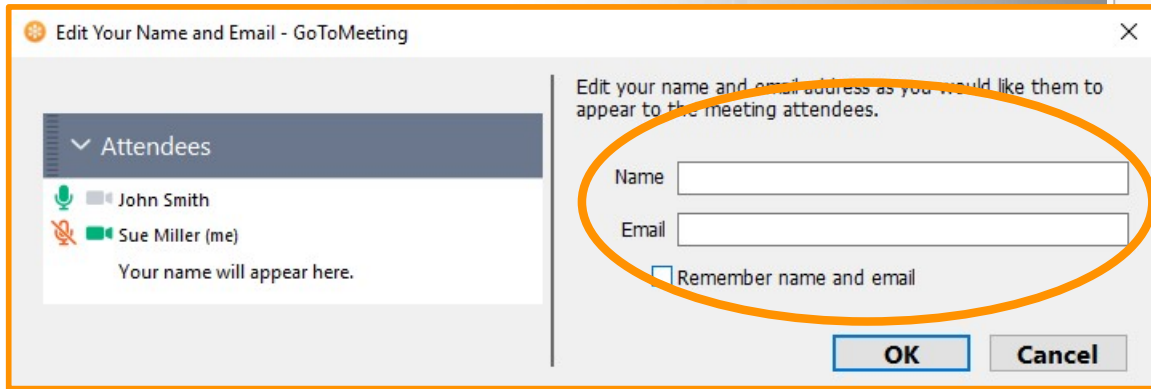 Edit Your Name and Email - GoToMeeting
Attendees
John Smith
Sue Miller (me)
Your name will appear here.
Edit your name and email address as you would like them to
appear to the meeting attendees.
Name
Email
Remember name and email
OK
Cancel